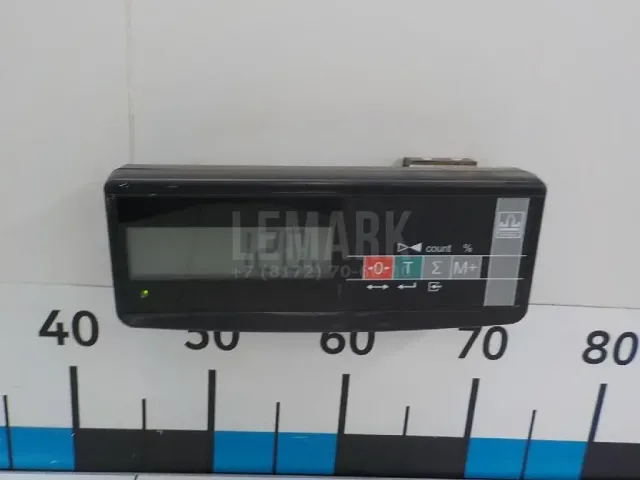 LEMARK
+7 (8172) 70-
count %
→0← T Σ M+
40 50 60 70 80